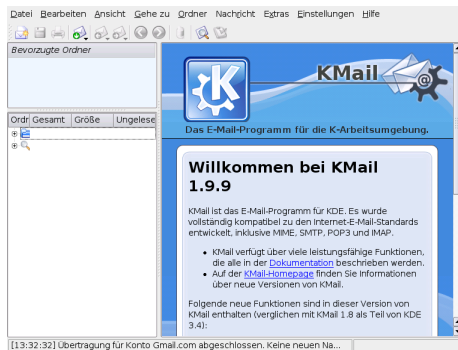 Datei Bearbeiten Ansicht Gehe zu Ordner Nachricht Extras Einstellungen Hilfe
Bevorzugte Ordner
Ordr Gesamt Größe Ungelese
KMail
Das E-Mail-Programm für die K-Arbeitsumgebung.
Willkommen bei KMail
1.9.9
KMail ist das E-Mail-Programm für KDE. Es wurde
vollständig kompatibel zu den Internet-E-Mail-Standards
entwickelt, inklusive MIME, SMTP, POP3 und IMAP.
• KMail verfügt über viele leistungsfähige Funktionen,
die alle in der Dokumentation beschrieben werden.
• Auf der KMail-Homepage finden Sie Informationen
über neue Versionen von KMail.
Folgende neue Funktionen sind in dieser Version von
KMail enthalten (verglichen mit KMail 1.8 als Teil von KDE
3.4):
[13:32:32] Übertragung für Konto Gmail.com abgeschlossen. Keine neuen Na...